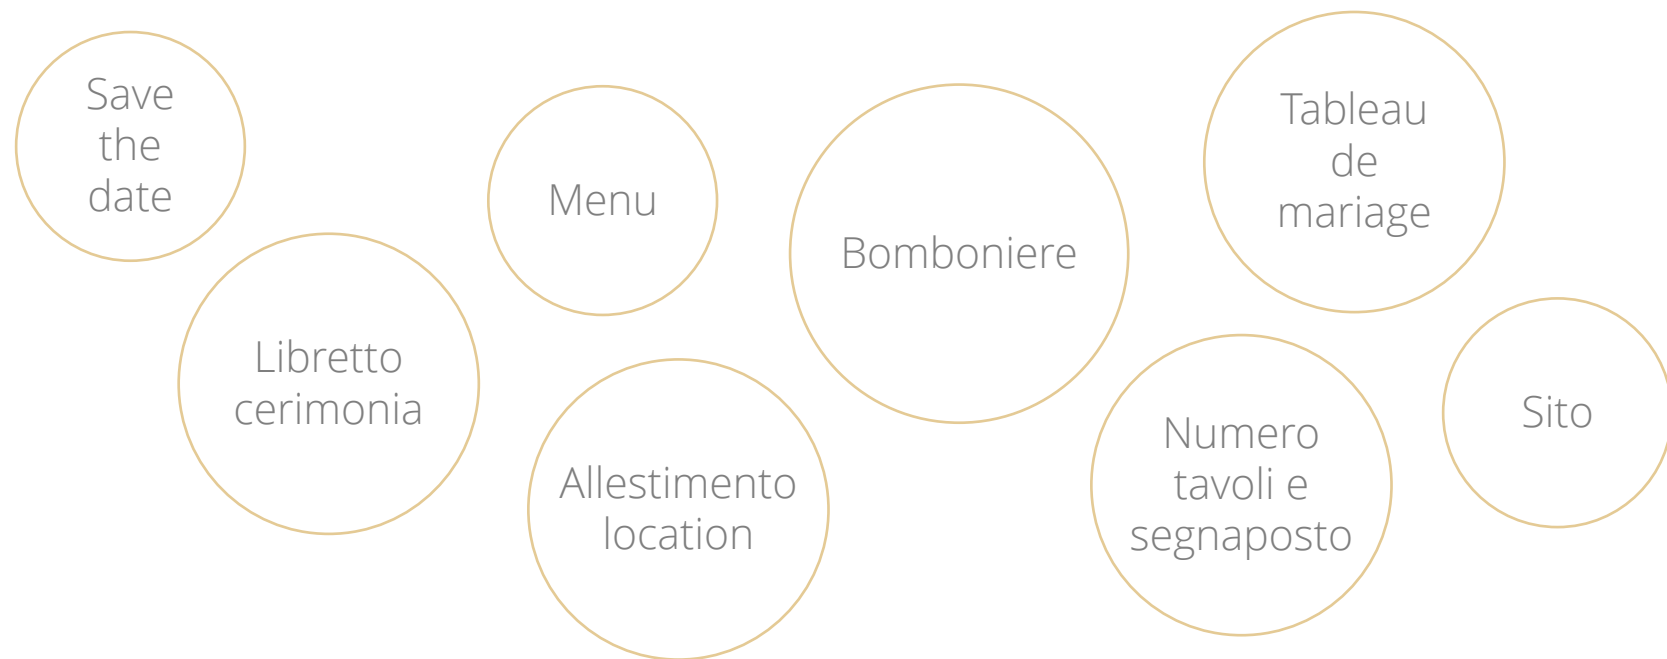 Save
the
date
Libretto
cerimonia
Menu
Allestimento
location
Bomboniere
Tableau
de
mariage
Numero
tavoli e
segnaposto
Sito